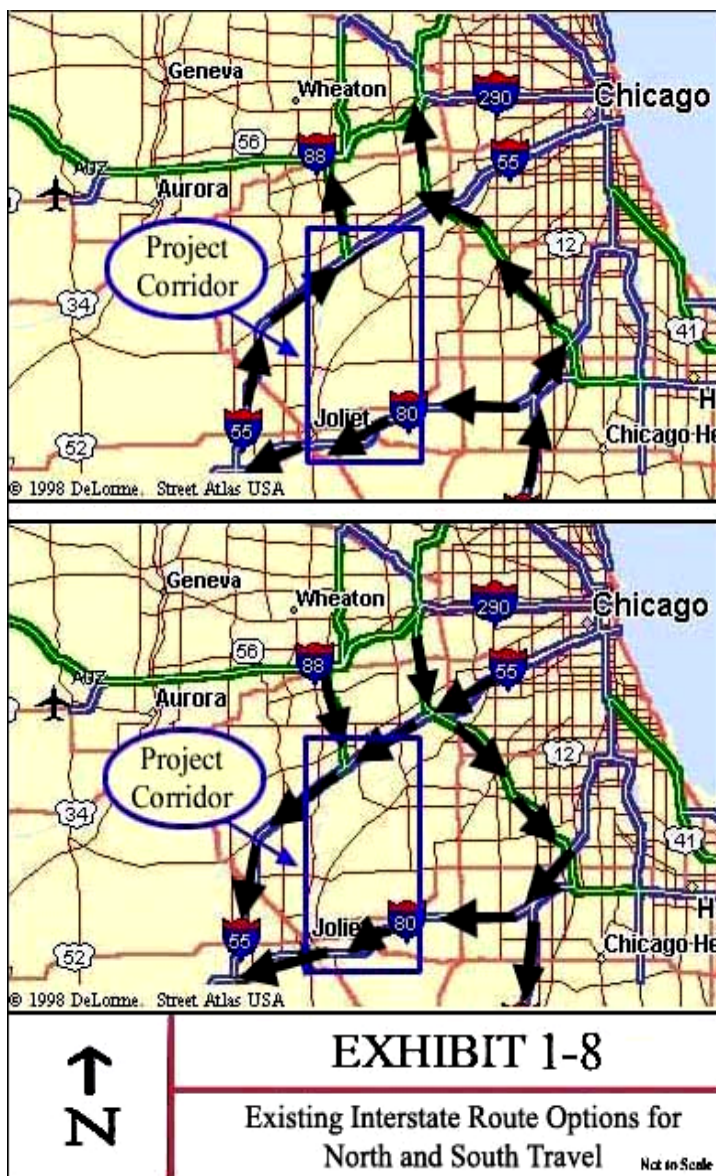 Geneva
Wheaton
290
Chicago
56
88
55
AUZ
Aurora
Project
Corridor
12
34
41
55
Joliet
80
H
52
Chicago He
© 1998 DeLorme. Street Atlas USA
Geneva
Wheaton
290
Chicago
56
88
55
AUZ
Aurora
Project
Corridor
12
34
41
55
Joliet
80
H
52
Chicago He
© 1998 DeLorme. Street Atlas USA
N
EXHIBIT 1-8
Existing Interstate Route Options for
North and South Travel
Not to Scale